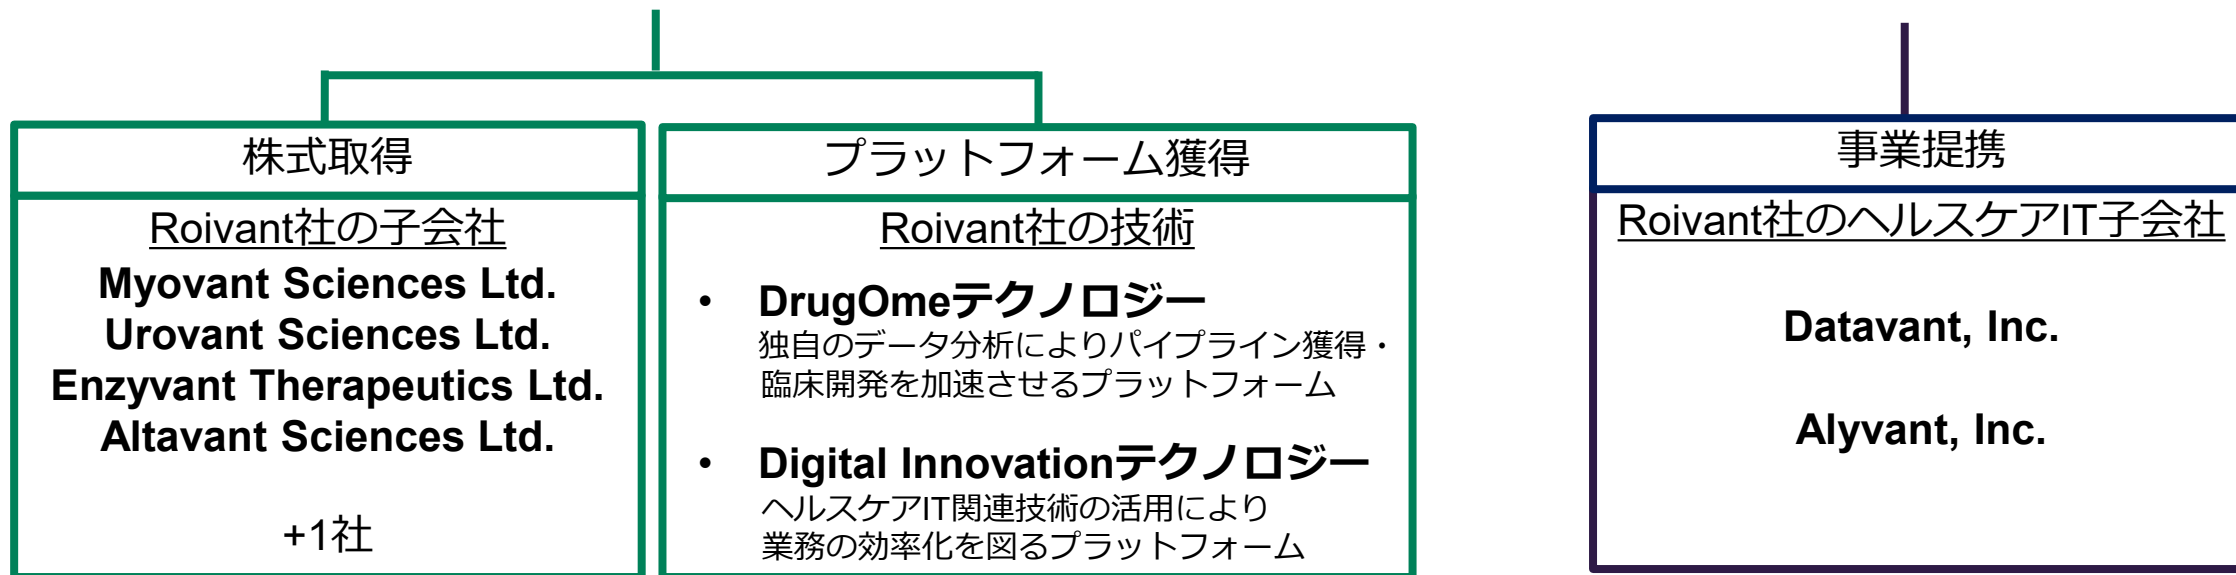 株式取得
Roivant社の子会社
Myovant Sciences Ltd.
Urovant Sciences Ltd.
Enzyvant Therapeutics Ltd.
Altavant Sciences Ltd.
+1社
プラットフォーム獲得
Roivant社の技術
• DrugOmeテクノロジー
独自のデータ分析によりパイプライン獲得・
臨床開発を加速させるプラットフォーム
• Digital Innovationテクノロジー
ヘルスケアIT関連技術の活用により
業務の効率化を図るプラットフォーム
事業提携
Roivant社のヘルスケアIT子会社
Datavant, Inc.
Alyvant, Inc.